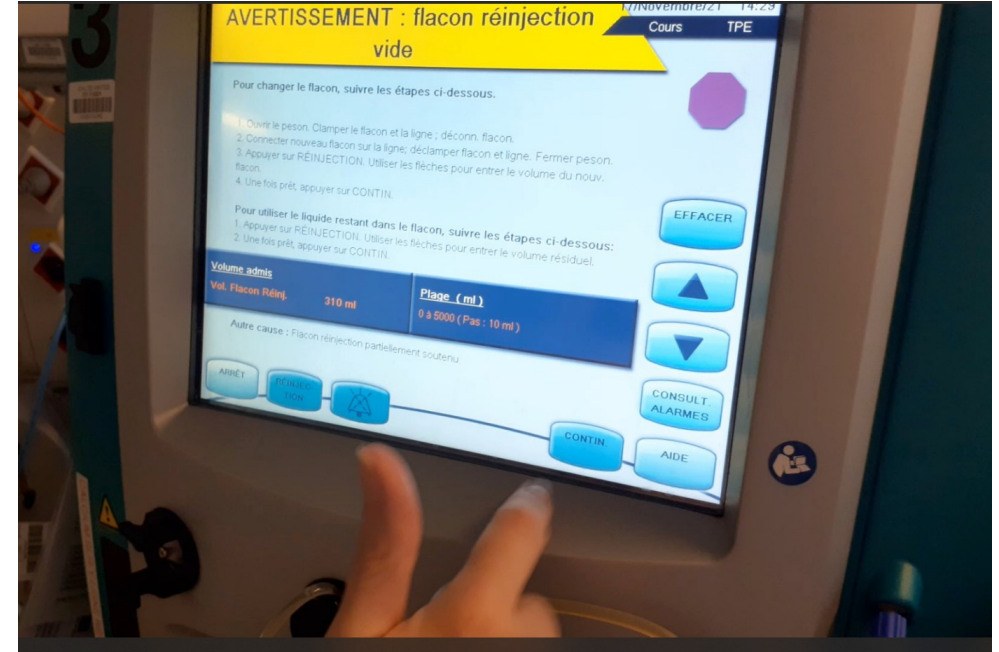 AVERTISSEMENT : flacon réinjection
vide
17/Novembre/21 14:29
Cours TPE
Pour changer le flacon, suivre les étapes ci-dessous.
1. Ouvrir le peson. Clamper le flacon et la ligne ; déconn. flacon.
2. Connecter nouveau flacon sur la ligne; déclamper flacon et ligne. Fermer peson.
3. Appuyer sur RÉINJECTION. Utiliser les flèches pour entrer le volume du nouv.
flacon.
4. Une fois prêt, appuyer sur CONTIN.
Pour utiliser le liquide restant dans le flacon, suivre les étapes ci-dessous:
1. Appuyer sur RÉINJECTION. Utiliser les flèches pour entrer le volume résiduel.
2. Une fois prêt, appuyer sur CONTIN.
Volume admis
Vol. Flacon Réinj. 310 ml
Plage ( ml )
0 à 5000 ( Pas : 10 ml )
Autre cause : Flacon réinjection partiellement soutenu
EFFACER
CONSULT.
ALARMES
ARRÊT
RÉINJEC-
TION
CONTIN.
AIDE
3